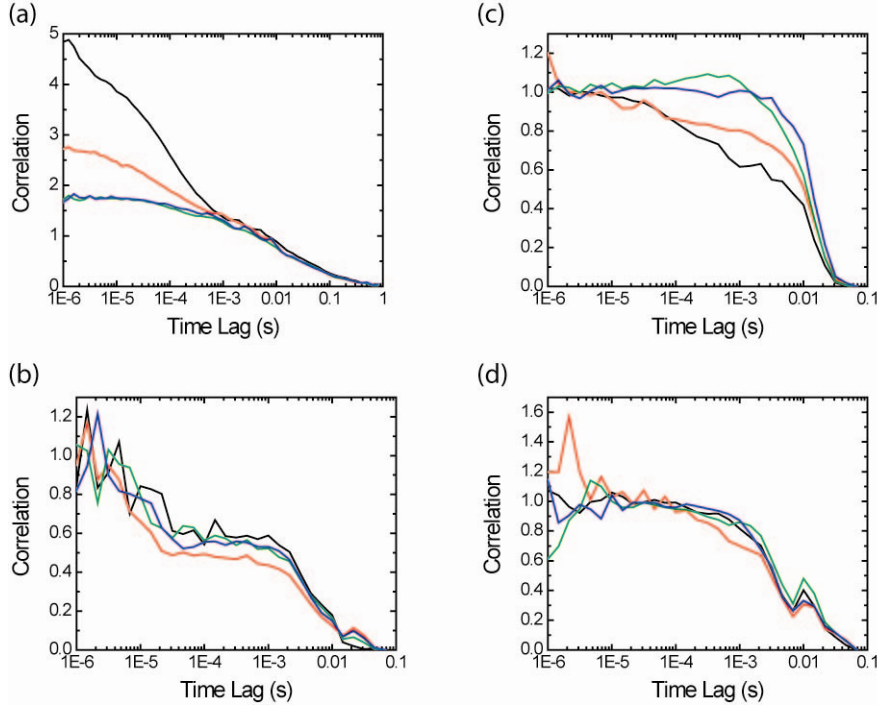 (a)
5
4
3
2
1
0
Correlation
1E-6 1E-5 1E-4 1E-3 0.01 0.1 1
Time Lag (s)
(c)
1.2
1.0
0.8
0.6
0.4
0.2
0.0
Correlation
1E-6 1E-5 1E-4 1E-3 0.01 0.1
Time Lag (s)
(b)
1.2
1.0
0.8
0.6
0.4
0.2
0.0
Correlation
1E-6 1E-5 1E-4 1E-3 0.01 0.1
Time Lag (s)
(d)
1.6
1.4
1.2
1.0
0.8
0.6
0.4
0.2
0.0
Correlation
1E-6 1E-5 1E-4 1E-3 0.01 0.1
Time Lag (s)